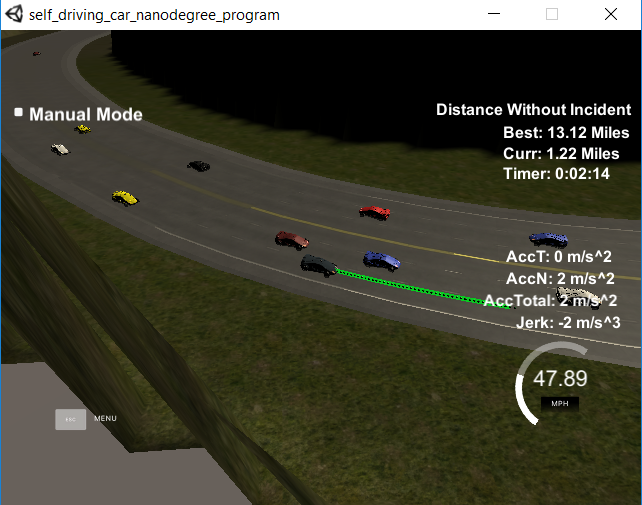 self_driving_car_nanodegree_program
Manual Mode
Distance Without Incident
Best: 13.12 Miles
Curr: 1.22 Miles
Timer: 0:02:14
AccT: 0 m/s^2
AccN: 2 m/s^2
AccTotal: 2 m/s^2
Jerk: -2 m/s^3
47.89
MPH
ESC MENU